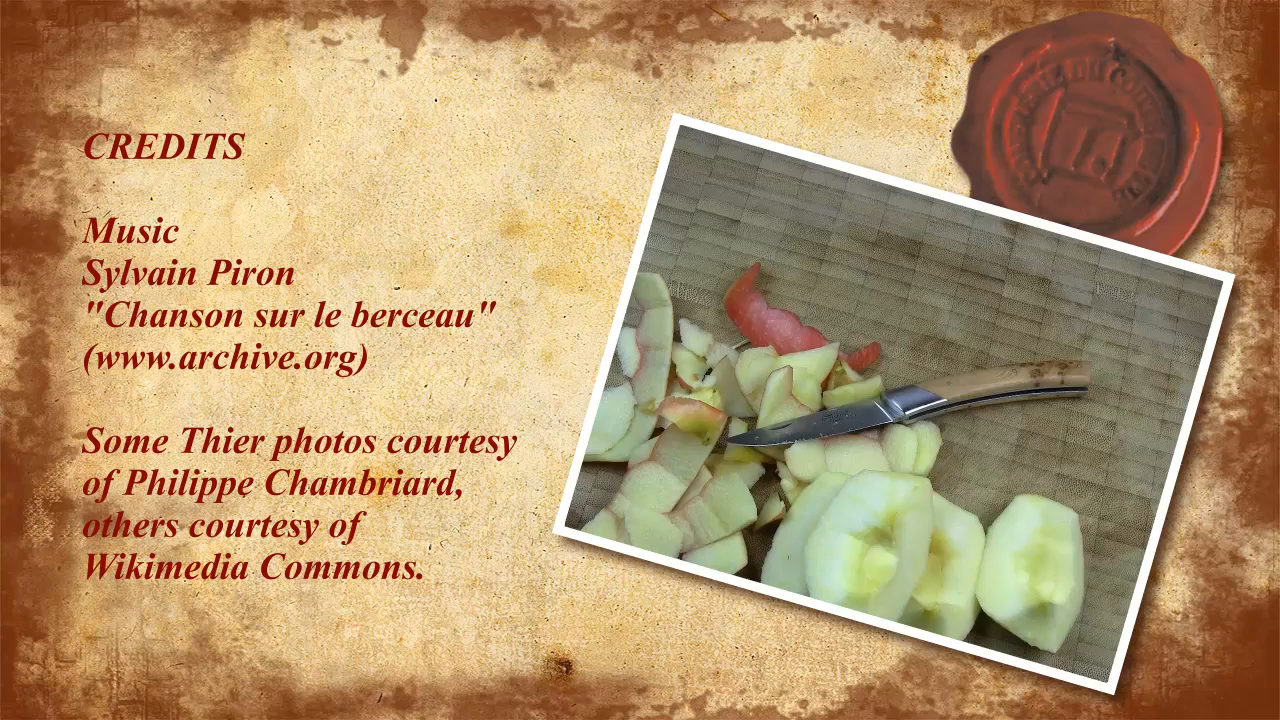 CREDITS
Music
Sylvain Piron
"Chanson sur le berceau"
(www.archive.org)
Some Thier photos courtesy
of Philippe Chambriard,
others courtesy of
Wikimedia Commons.